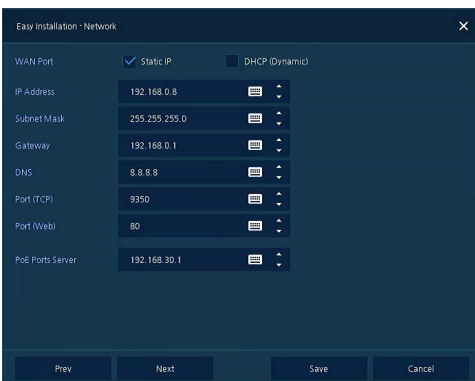 Easy Installation - Network
WAN Port Static IP DHCP (Dynamic)
IP Address 192.168.0.8
Subnet Mask 255.255.255.0
Gateway 192.168.0.1
DNS 8.8.8.8
Port (TCP) 9350
Port (Web) 80
PoE Ports Server 192.168.30.1
Prev Next Save Cancel